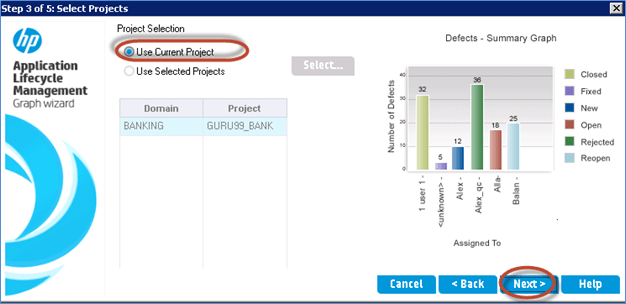 Step 3 of 5: Select Projects
hp
Application
Lifecycle
Management
Graph wizard
Project Selection
Use Current Project
Use Selected Projects
Select...
Domain Project
BANKING GURU99_BANK
Defects - Summary Graph
Number of Defects
40
30
20
10
0
32
5
12
36
18
25
1 user 1 -
<unknown> -
Alex -
Alex_qc -
Alla-
Balan -
Assigned To
Closed
Fixed
New
Open
Rejected
Reopen
Cancel < Back Next > Help